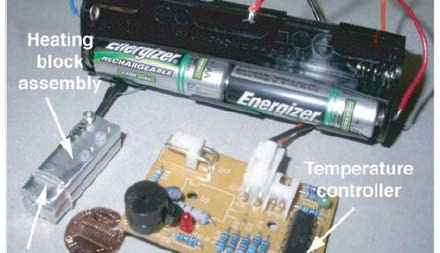 Heating
block
assembly
Energizer
RECHARGEABLE
Energizer
Temperature
controller